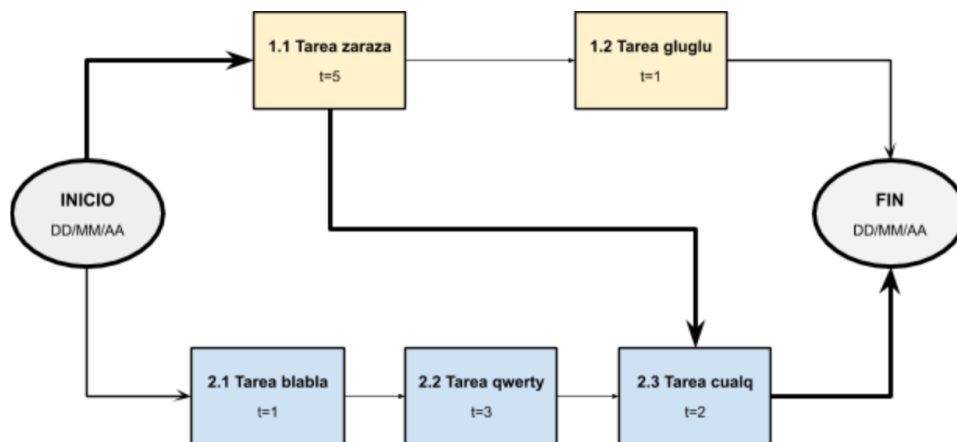 1.1 Tarea zaraza
t=5
1.2 Tarea gluglu
t=1
INICIO
DD/MM/AA
FIN
DD/MM/AA
2.1 Tarea blabla
t=1
2.2 Tarea qwerty
t=3
2.3 Tarea cualq
t=2